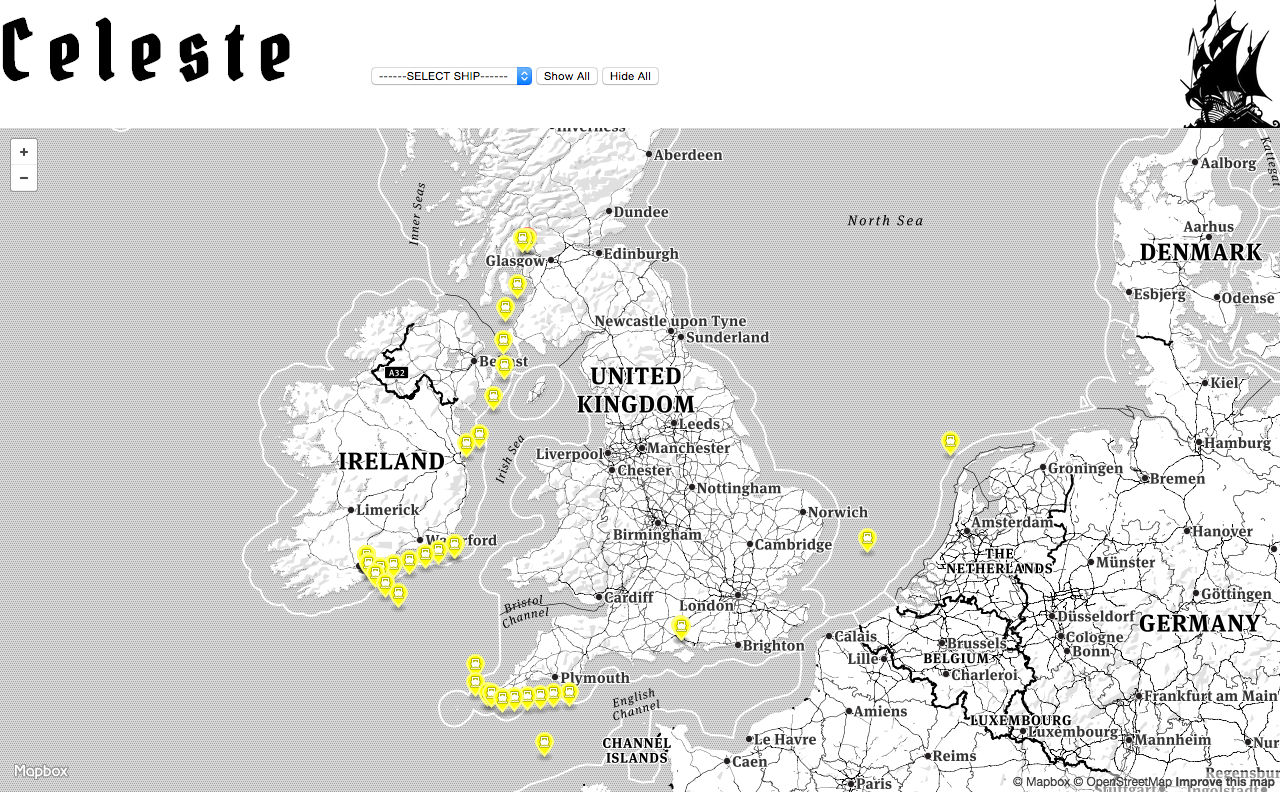 Celeste
------SELECT SHIP------
Show All
Hide All
+
−
Inverness
Aberdeen
Aalborg
Kattegat
Inner Seas
Dundee
North Sea
Aarhus
DENMARK
Glasgow
Edinburgh
Esbjerg
Odense
Newcastle upon Tyne
Sunderland
A32
UNITED
KINGDOM
Kiel
Leeds
Hamburg
IRELAND
Irish Sea
Liverpool
Manchester
Chester
Groningen
Bremen
Nottingham
Limerick
Norwich
Amsterdam
Hanover
Birmingham
Cambridge
THE
NETHERLANDS
Münster
Cardiff
London
Göttingen
Bristol
Channel
Düsseldorf
GERMANY
Calais
Cologne
Brighton
Brussels
Bonn
Lille
BELGIUM
Plymouth
Charleroi
English
Channel
Frankfurt am Main
Amiens
LUXEMBOURG
Luxembourg
Le Havre
CHANNEL
ISLANDS
Mannheim
Nur
Caen
Reims
Mapbox
Paris
Regensburg
© Mapbox © OpenStreetMap Improve this map
Stuttgart
Ingolstadt